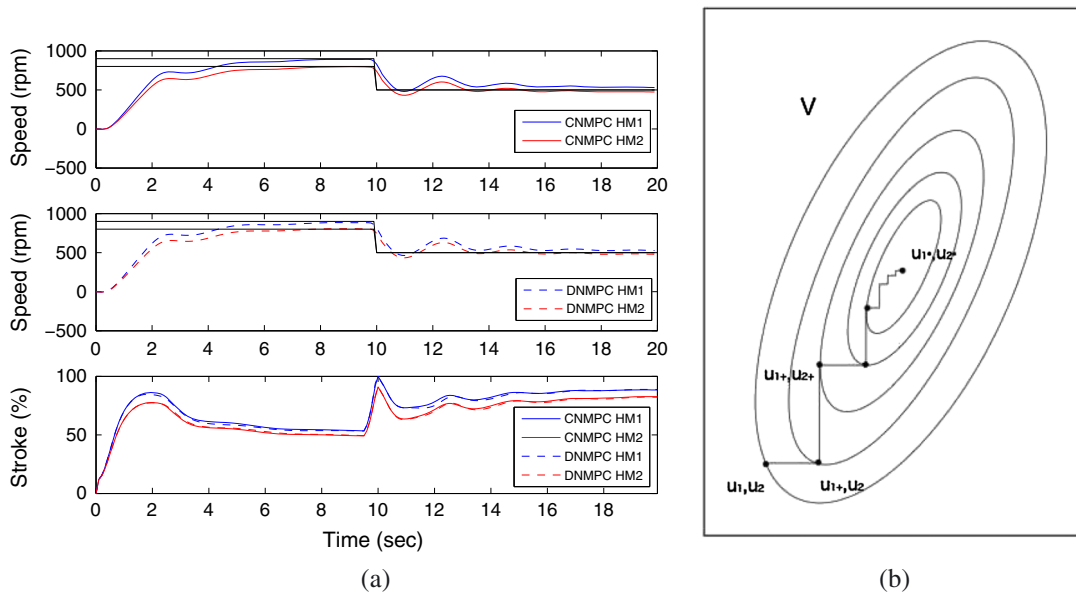 1000
500
0
−500
Speed (rpm)
CNMPC HM1
CNMPC HM2
0 2 4 6 8 10 12 14 16 18 20
1000
500
0
−500
Speed (rpm)
DNMPC HM1
DNMPC HM2
0 2 4 6 8 10 12 14 16 18 20
100
50
0
Stroke (%)
CNMPC HM1
CNMPC HM2
DNMPC HM1
DNMPC HM2
0 2 4 6 8 10 12 14 16 18
Time (sec)
(a)
V
u1*,u2*
u1+,u2+
u1,u2
u1+,u2
(b)